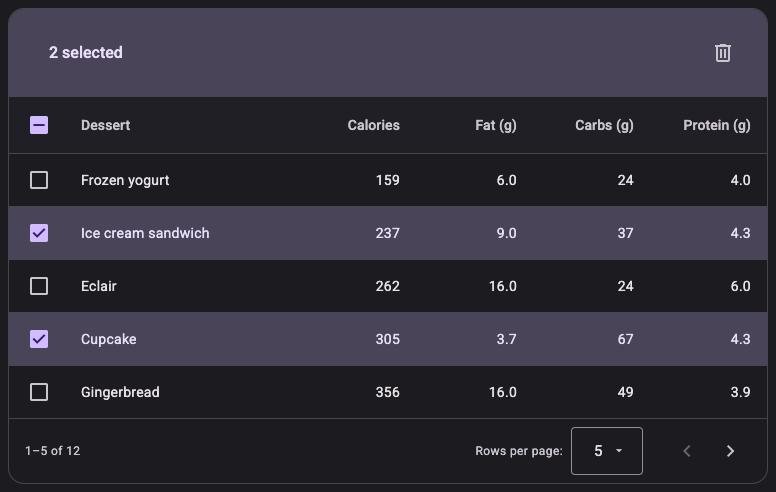 2 selected
Dessert Calories Fat (g) Carbs (g) Protein (g)
Frozen yogurt 159 6.0 24 4.0
Ice cream sandwich 237 9.0 37 4.3
Eclair 262 16.0 24 6.0
Cupcake 305 3.7 67 4.3
Gingerbread 356 16.0 49 3.9
1–5 of 12 Rows per page: 5